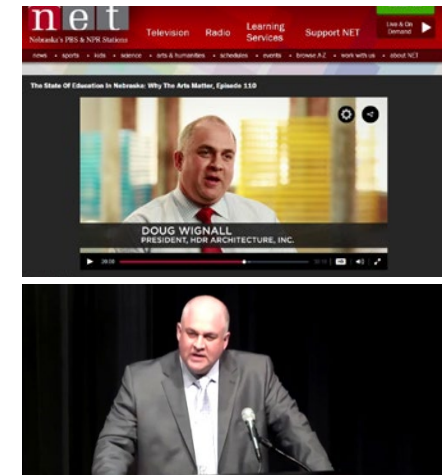 net
Nebraska's PBS & NPR Stations
Television Radio Learning Services Support NET
Live & On Demand
news • sports • kids • science • arts & humanities • schedules • events • browse A-Z • work with us • about NET
The State Of Education In Nebraska: Why The Arts Matter, Episode 110
DOUG WIGNALL
PRESIDENT, HDR ARCHITECTURE, INC.